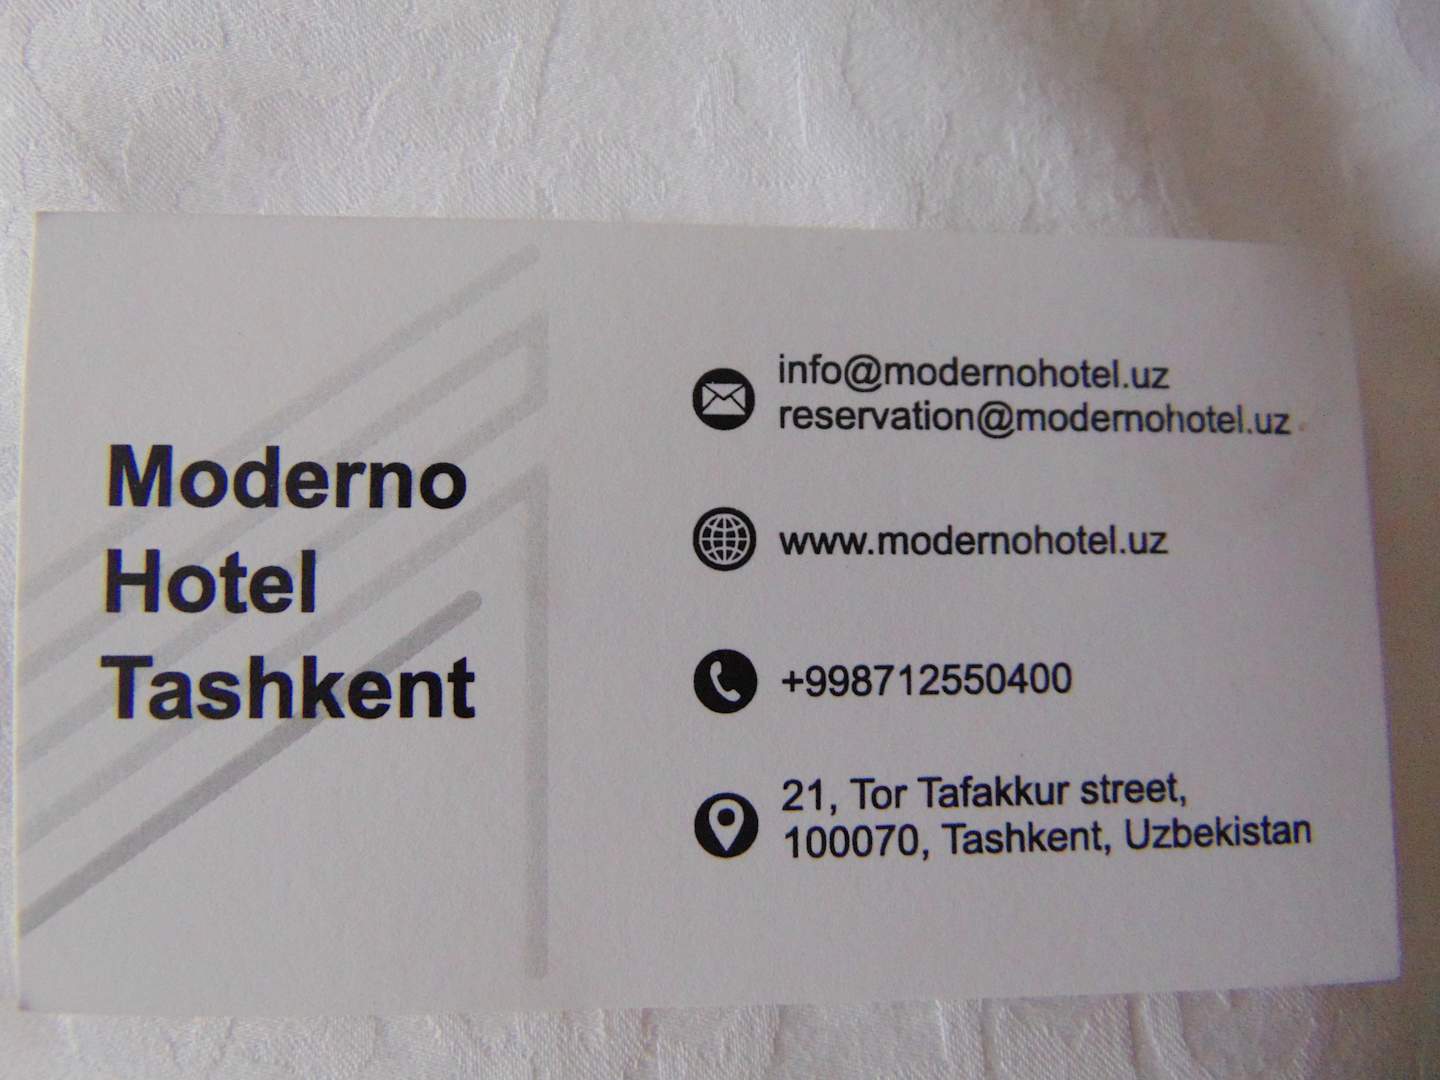 Moderno
Hotel
Tashkent
info@modernohotel.uz
reservation@modernohotel.uz
www.modernohotel.uz
+998712550400
21, Tor Tafakkur street,
100070, Tashkent, Uzbekistan